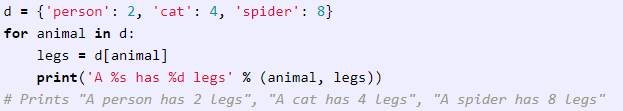 d = {'person': 2, 'cat': 4, 'spider': 8}
for animal in d:
    legs = d[animal]
    print('A %s has %d legs' % (animal, legs))
# Prints "A person has 2 legs", "A cat has 4 legs", "A spider has 8 legs"